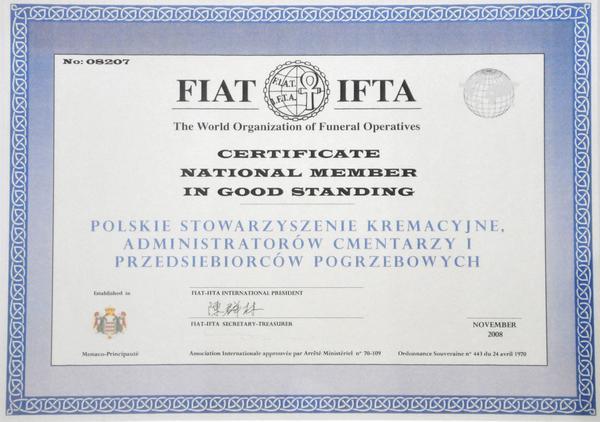 No: 08207
FIAT IFTA
F.I.A.T.
I.F.T.A.
The World Organization of Funeral Operatives
CERTIFICATE
NATIONAL MEMBER
IN GOOD STANDING
POLSKIE STOWARZYSZENIE KREMACYJNE,
ADMINISTRATORÓW CMENTARZY I
PRZEDSIEBIORCÓW POGRZEBOWYCH
Established in
FIAT-IFTA INTERNATIONAL PRESIDENT
FIAT-IFTA SECRETARY-TREASURER
NOVEMBER
2008
Monaco-Principauté
Association Internationale approuvée par Arrêté Ministériel n° 70-109
Ordonnance Souveraine n° 443 du 24 avril 1970